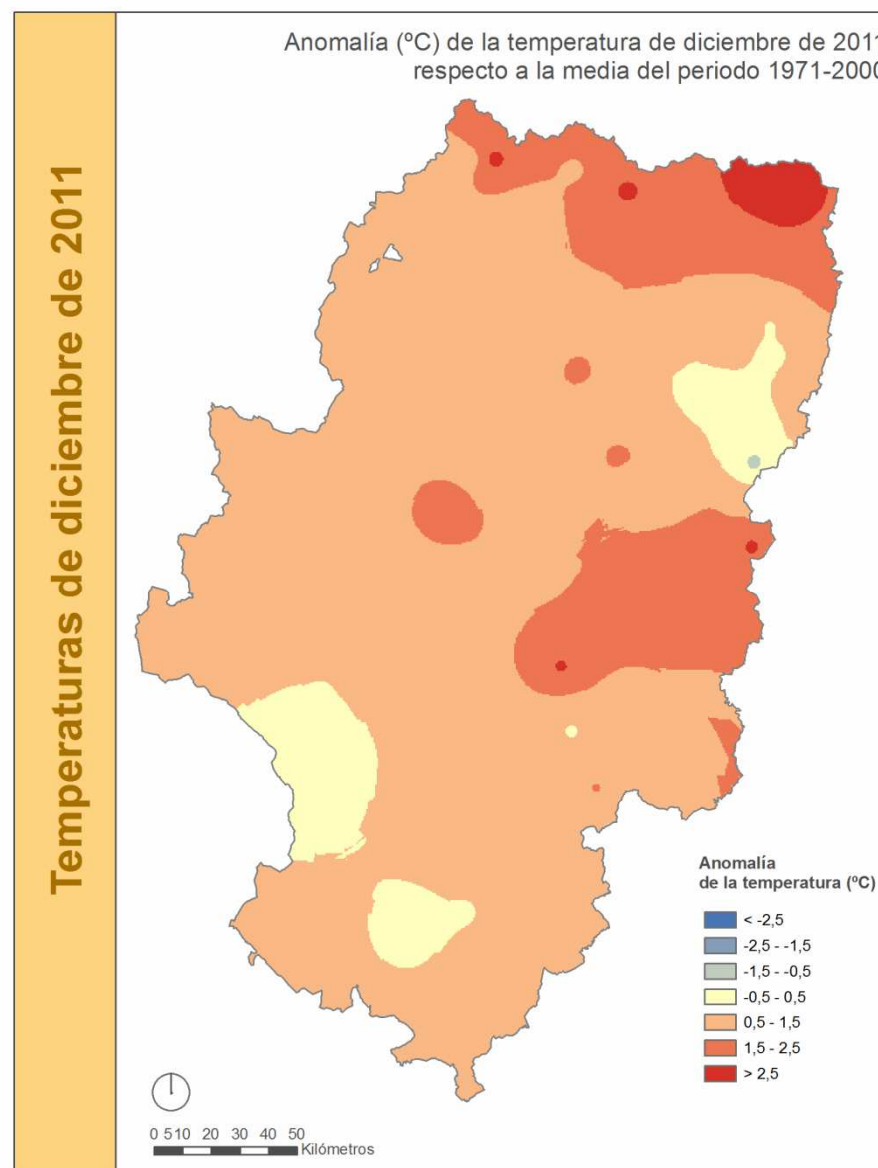 Temperaturas de diciembre de 2011
Anomalía (ºC) de la temperatura de diciembre de 2011
respecto a la media del periodo 1971-2000
Anomalía
de la temperatura (ºC)
< -2,5
-2,5 - -1,5
-1,5 - -0,5
-0,5 - 0,5
0,5 - 1,5
1,5 - 2,5
> 2,5
0 5 10 20 30 40 50
Kilómetros